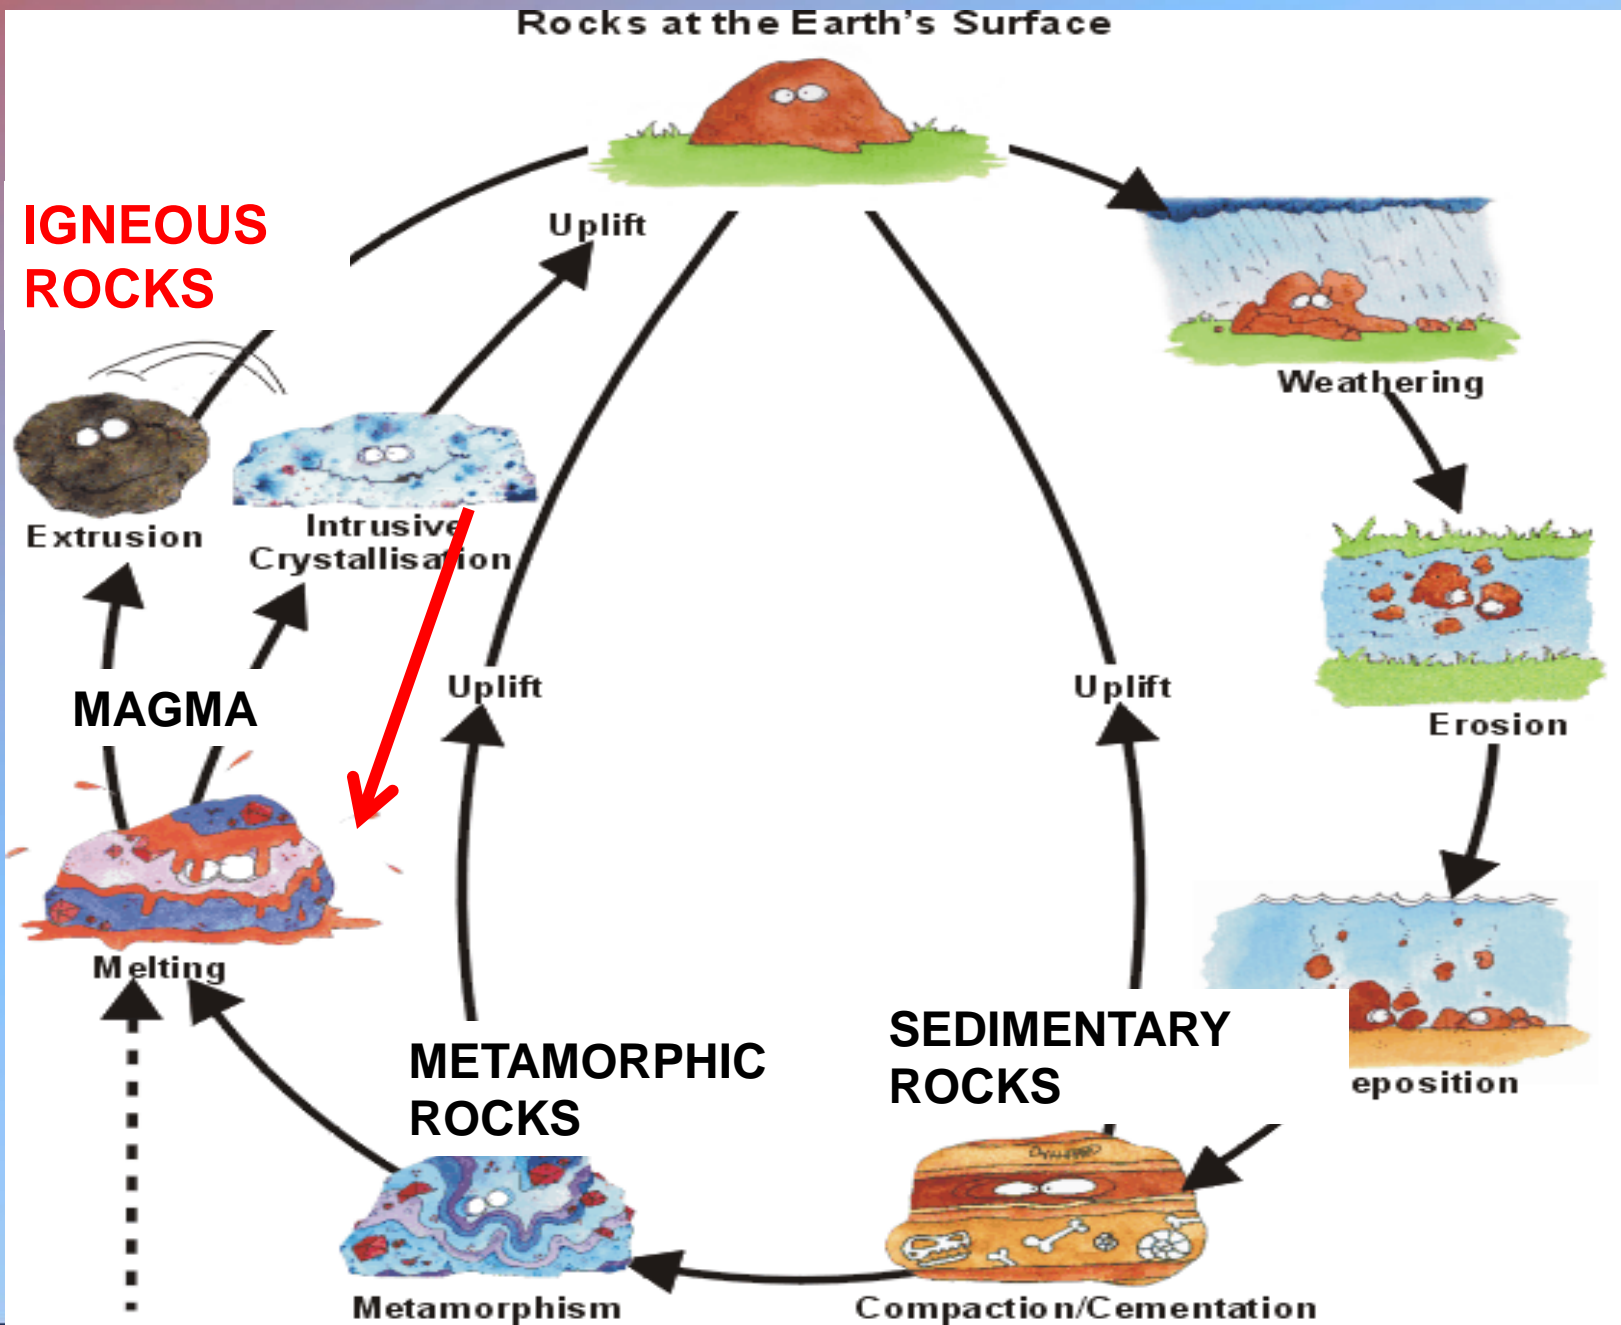 Rocks at the Earth's Surface
IGNEOUS
ROCKS
Uplift
Weathering
Extrusion
Intrusive
Crystallisation
MAGMA
Uplift
Uplift
Erosion
Melting
METAMORPHIC
ROCKS
SEDIMENTARY
ROCKS
eposition
Metamorphism
Compaction/Cementation